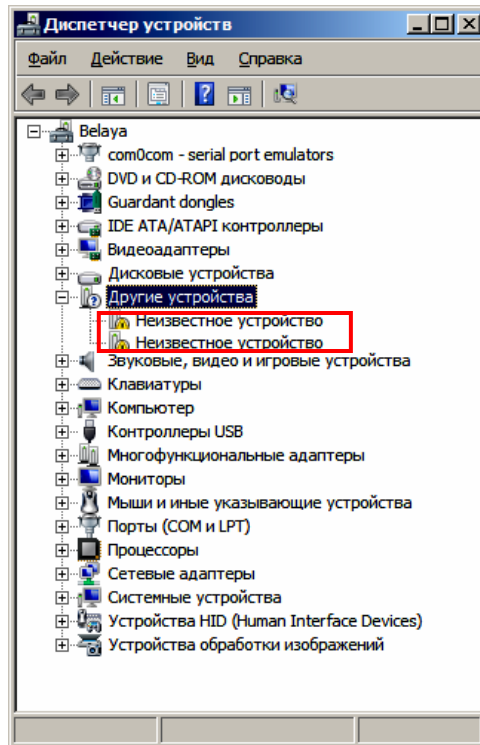 Диспетчер устройств
Файл Действие Вид Справка
Belaya
com0com - serial port emulators
DVD и CD-ROM дисководы
Guardant dongles
IDE ATA/ATAPI контроллеры
Видеоадаптеры
Дисковые устройства
Другие устройства
Неизвестное устройство
Неизвестное устройство
Звуковые, видео и игровые устройства
Клавиатуры
Компьютер
Контроллеры USB
Многофункциональные адаптеры
Мониторы
Мыши и иные указывающие устройства
Порты (COM и LPT)
Процессоры
Сетевые адаптеры
Системные устройства
Устройства HID (Human Interface Devices)
Устройства обработки изображений